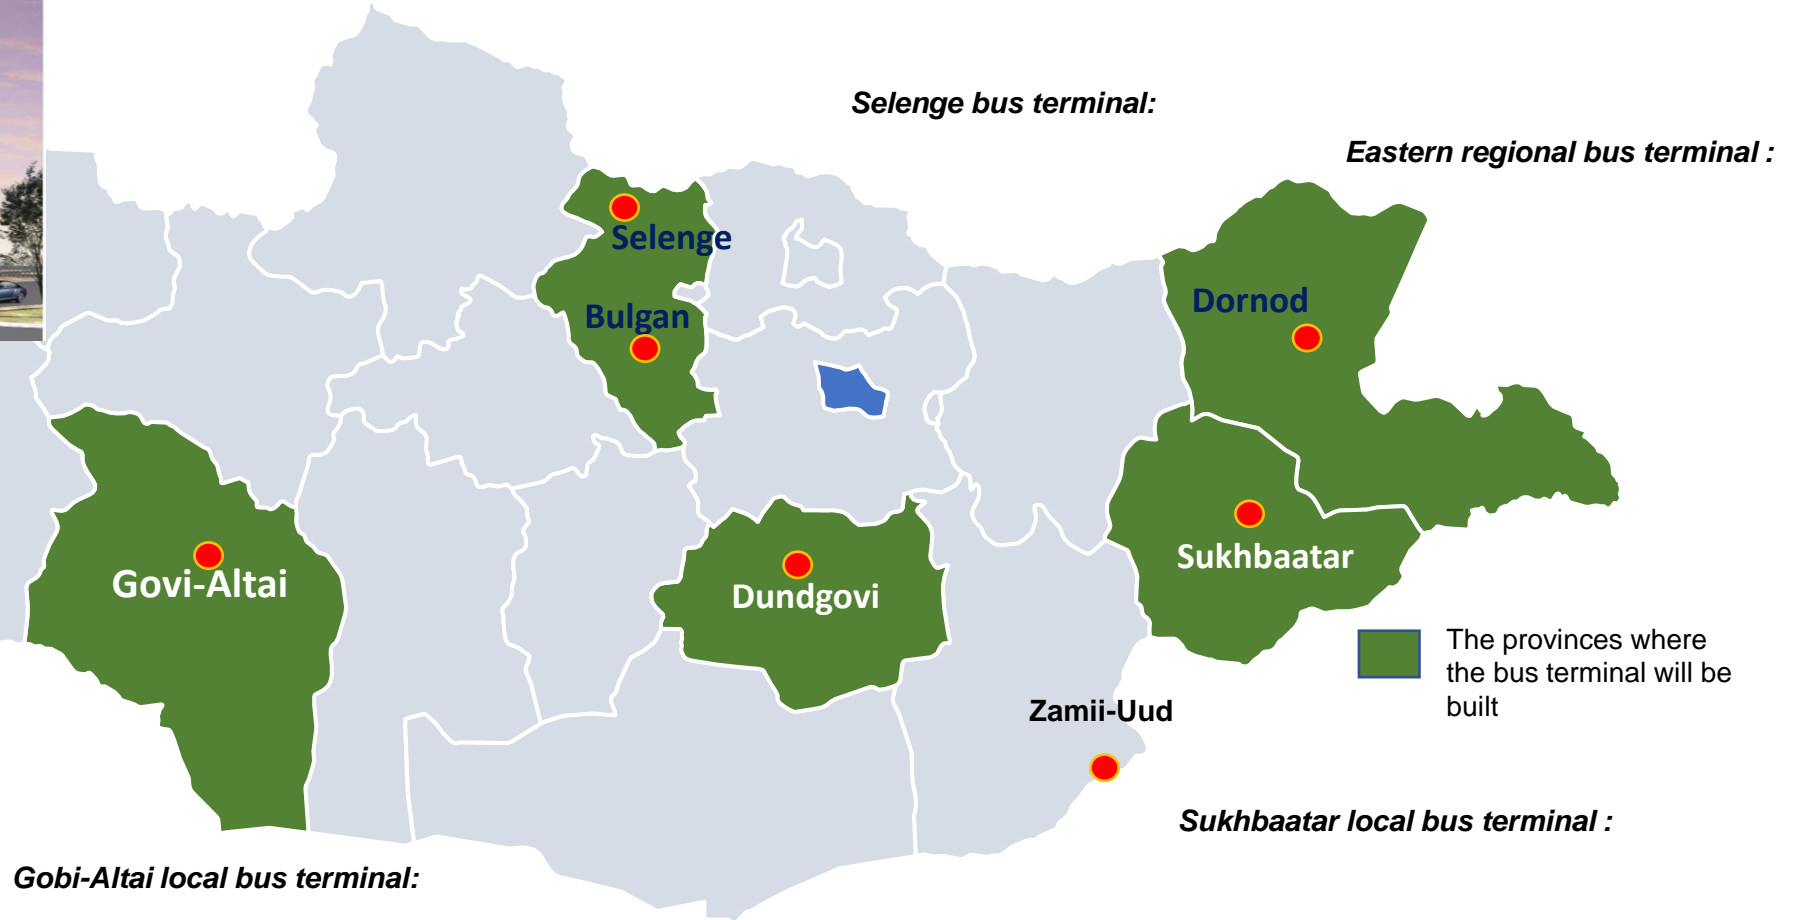 Selenge bus terminal:
Eastern regional bus terminal :
Selenge
Bulgan
Dornod
Govi-Altai
Dundgovi
Sukhbaatar
The provinces where
the bus terminal will be
built
Zamii-Uud
Sukhbaatar local bus terminal :
Gobi-Altai local bus terminal: